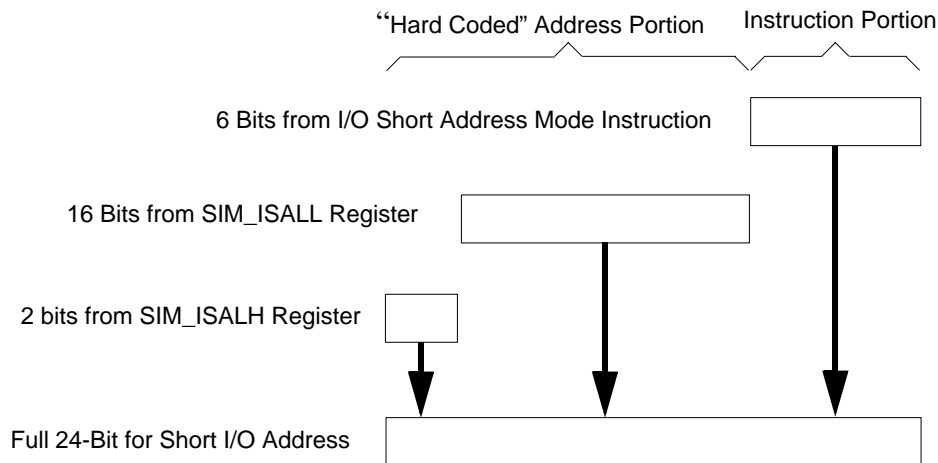 “Hard Coded” Address Portion
Instruction Portion
6 Bits from I/O Short Address Mode Instruction
16 Bits from SIM_ISALL Register
2 bits from SIM_ISALH Register
Full 24-Bit for Short I/O Address